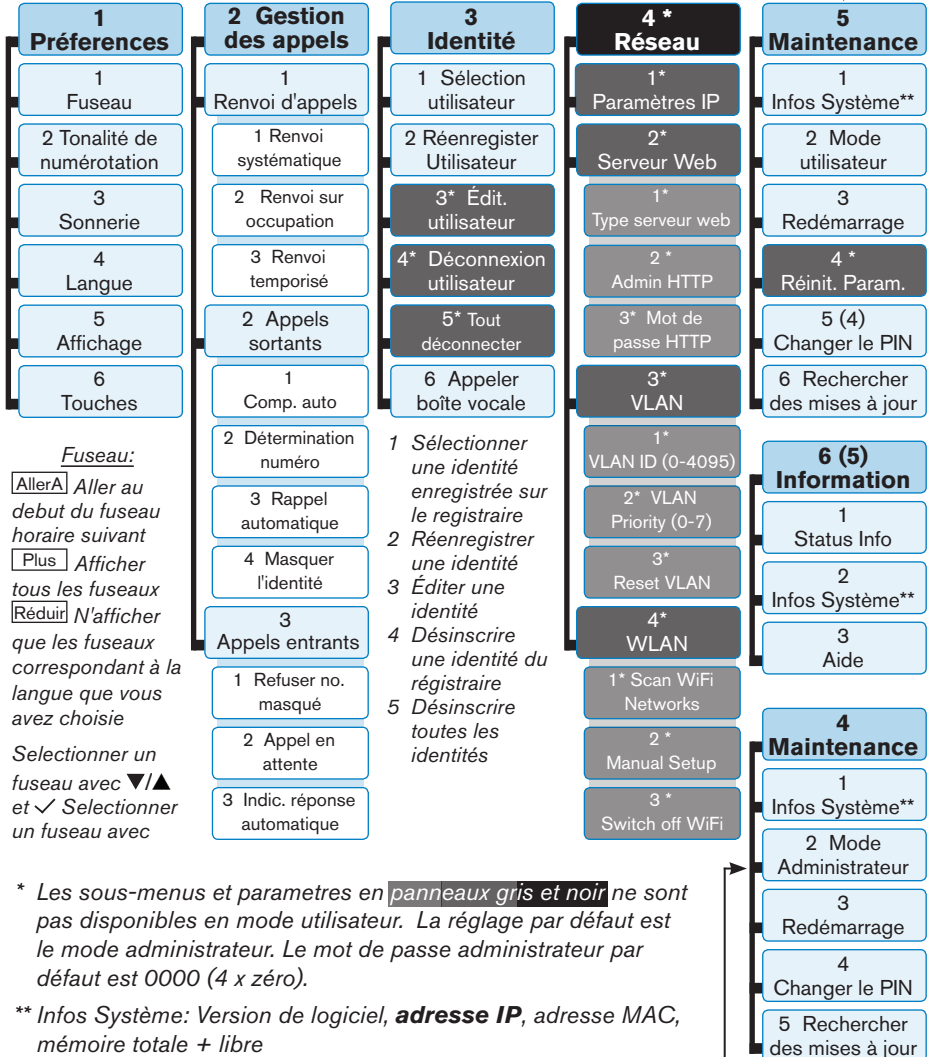 1
Préferences
1
Fuseau
2 Tonalité de
numérotation
3
Sonnerie
4
Langue
5
Affichage
6
Touches
Fuseau:
AllerA Aller au
debut du fuseau
horaire suivant
Plus Afficher
tous les fuseaux
Réduir N'afficher
que les fuseaux
correspondant à la
langue que vous
avez choisie
Selectionner un
fuseau avec ▼/▲
et ✓ Selectionner
un fuseau avec
2 Gestion
des appels
1
Renvoi d'appels
1 Renvoi
systématique
2 Renvoi sur
occupation
3 Renvoi
temporisé
2 Appels
sortants
1
Comp. auto
2 Détermination
numéro
3 Rappel
automatique
4 Masquer
l'identité
3
Appels entrants
1 Refuser no.
masqué
2 Appel en
attente
3 Indic. réponse
automatique
3
Identité
1 Sélection
utilisateur
2 Réenregister
Utilisateur
3* Édit.
utilisateur
4* Déconnexion
utilisateur
5* Tout
déconnecter
6 Appeler
boîte vocale
1 Sélectionner
une identité
enregistrée sur
le registraire
2 Réenregistrer
une identité
3 Éditer une
identité
4 Désinscrire
une identité du
régistraire
5 Désinscrire
toutes les
identités
4 *
Réseau
1*
Paramètres IP
2*
Serveur Web
1*
Type serveur web
2 *
Admin HTTP
3* Mot de
passe HTTP
3*
VLAN
1*
VLAN ID (0-4095)
2* VLAN
Priority (0-7)
3*
Reset VLAN
4*
WLAN
1* Scan WiFi
Networks
2 *
Manual Setup
3 *
Switch off WiFi
5
Maintenance
1
Infos Système**
2 Mode
utilisateur
3
Redémarrage
4 *
Réinit. Param.
5 (4)
Changer le PIN
6 Rechercher
des mises à jour
6 (5)
Information
1
Status Info
2
Infos Système**
3
Aide
4
Maintenance
1
Infos Système**
2 Mode
Administrateur
3
Redémarrage
4
Changer le PIN
5 Rechercher
des mises à jour
* Les sous-menus et parametres en panneaux gris et noir ne sont
pas disponibles en mode utilisateur. La réglage par défaut est
le mode administrateur. Le mot de passe administrateur par
défaut est 0000 (4 x zéro).
** Infos Système: Version de logiciel, adresse IP, adresse MAC,
mémoire totale + libre